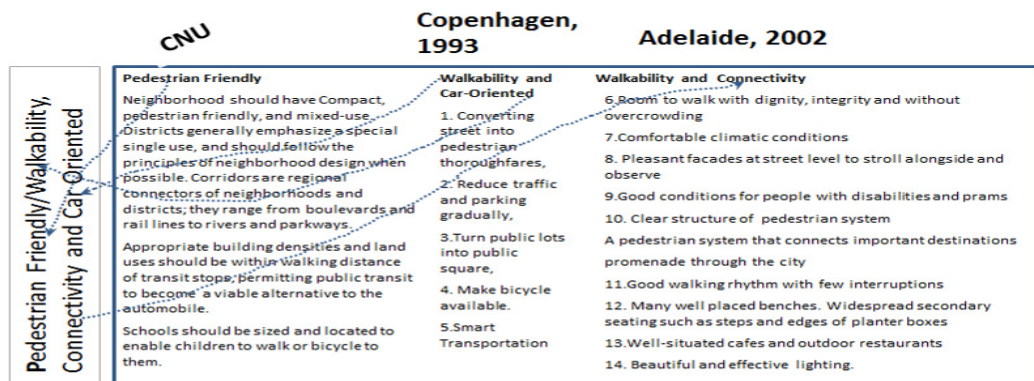 CNU
Copenhagen,
1993
Adelaide, 2002
Pedestrian Friendly/Walkability,
Connectivity and Car Oriented
Pedestrian Friendly
Neighborhood should have Compact,
pedestrian friendly, and mixed-use.
Districts generally emphasize a special
single use, and should follow the
principles of neighborhood design when
possible. Corridors are regional
connectors of neighborhoods and
districts; they range from boulevards and
rail lines to rivers and parkways.
Appropriate building densities and land
uses should be within walking distance
of transit stops, permitting public transit
to become a viable alternative to the
automobile.
Schools should be sized and located to
enable children to walk or bicycle to
them.
Walkability and
Car-Oriented
1. Converting
street into
pedestrian
thoroughfares,
2. Reduce traffic
and parking
gradually,
3.Turn public lots
into public
square,
4. Make bicycle
available.
5.Smart
Transportation
Walkability and Connectivity
6.Room to walk with dignity, integrity and without
overcrowding
7.Comfortable climatic conditions
8. Pleasant facades at street level to stroll alongside and
observe
9.Good conditions for people with disabilities and prams
10. Clear structure of pedestrian system
A pedestrian system that connects important destinations
promenade through the city
11.Good walking rhythm with few interruptions
12. Many well placed benches. Widespread secondary
seating such as steps and edges of planter boxes
13.Well-situated cafes and outdoor restaurants
14. Beautiful and effective lighting.